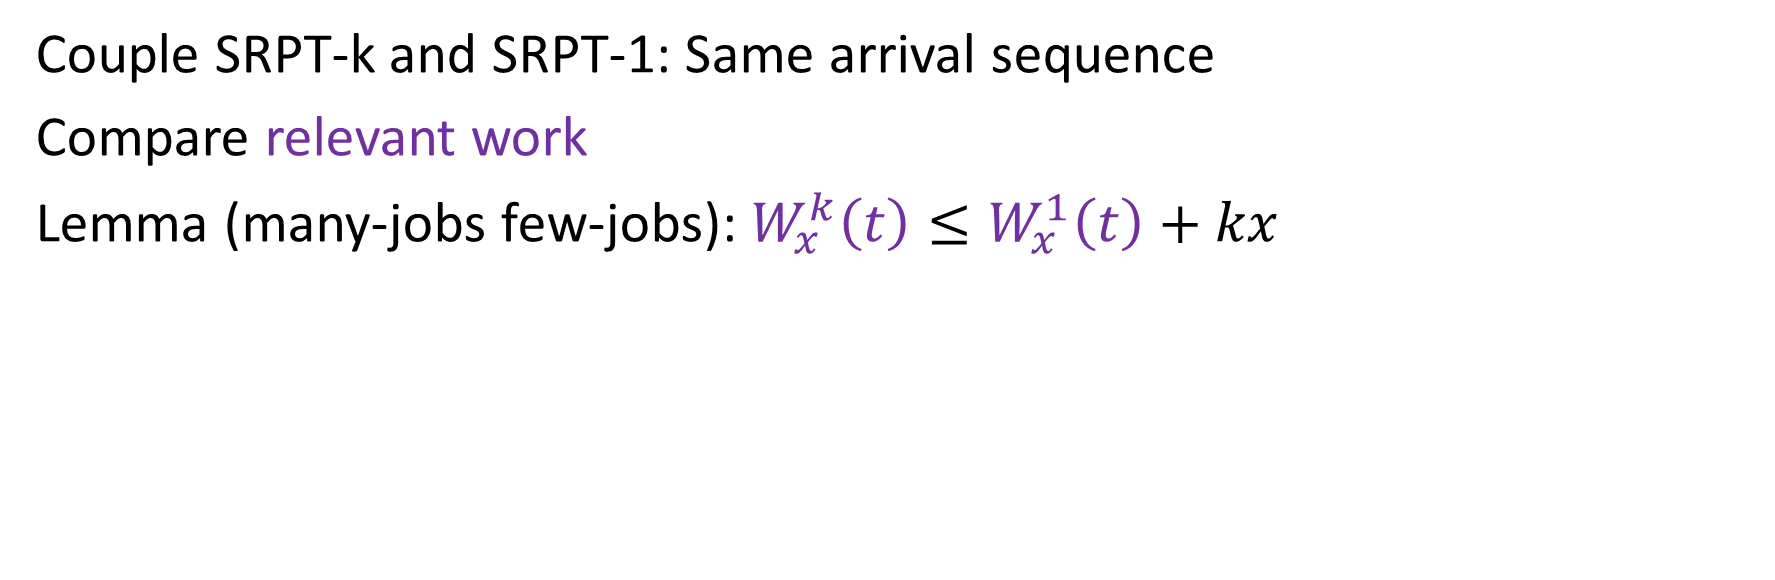 Couple SRPT-k and SRPT-1: Same arrival sequence
Compare relevant work
Lemma (many-jobs few-jobs): $W_x^k(t) \leq W_x^1(t) + kx$